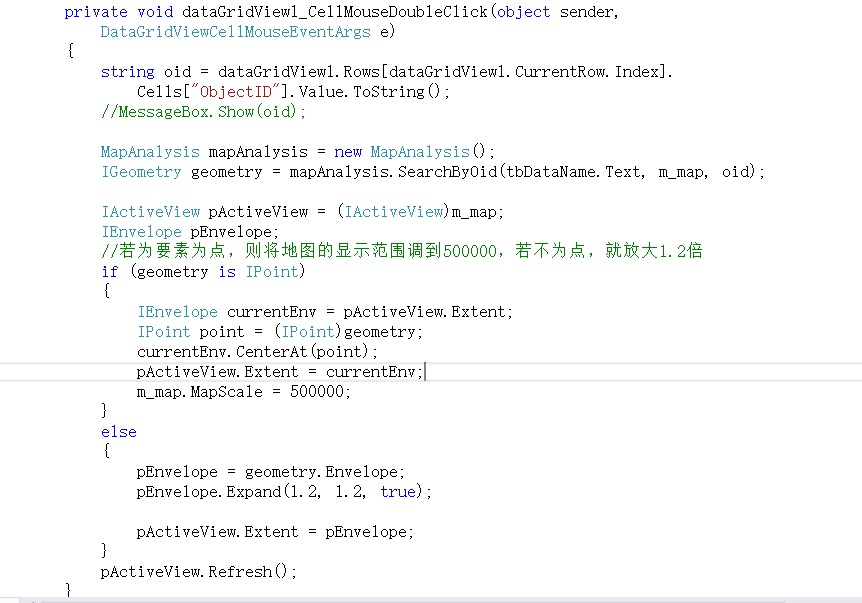 private void dataGridView1_CellMouseDoubleClick(object sender,
DataGridViewCellMouseEventArgs e)
{
string oid = dataGridView1.Rows[dataGridView1.CurrentRow.Index].
Cells["ObjectID"].Value.ToString();
//MessageBox.Show(oid);
MapAnalysis mapAnalysis = new MapAnalysis();
IGeometry geometry = mapAnalysis.SearchByOid(tbDataName.Text, m_map, oid);
IActiveView pActiveView = (IActiveView)m_map;
IEnvelope pEnvelope;
//若为要素为点，则将地图的显示范围调到500000，若不为点，就放大1.2倍
if (geometry is IPoint)
{
IEnvelope currentEnv = pActiveView.Extent;
IPoint point = (IPoint)geometry;
currentEnv.CenterAt(point);
pActiveView.Extent = currentEnv;
m_map.MapScale = 500000;
}
else
{
pEnvelope = geometry.Envelope;
pEnvelope.Expand(1.2, 1.2, true);
pActiveView.Extent = pEnvelope;
}
pActiveView.Refresh();
}